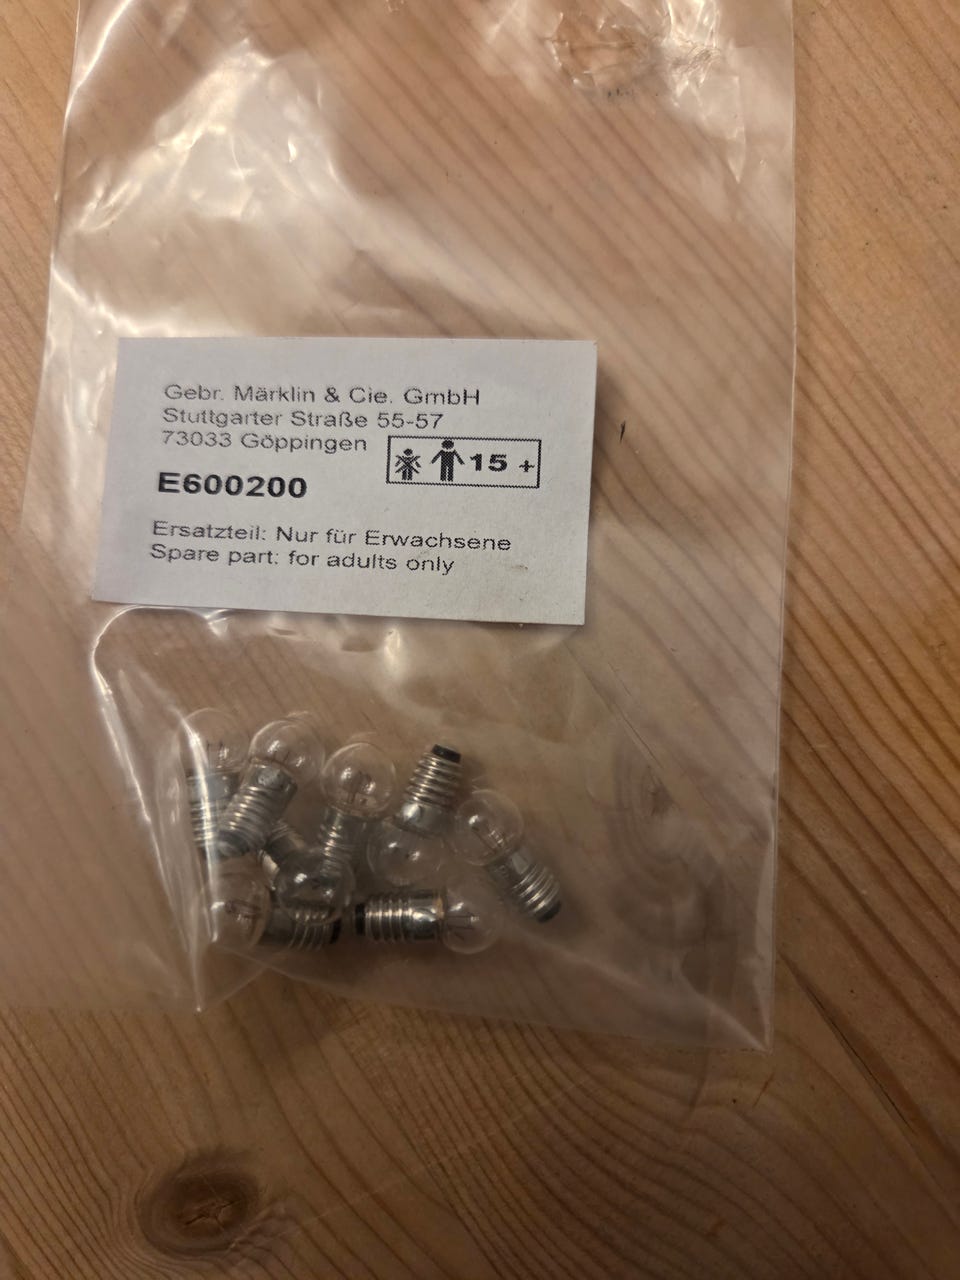 Gebr. Märklin & Cie. GmbH
Stuttgarter Straße 55-57
73033 Göppingen
15 +
E600200
Ersatzteil: Nur für Erwachsene
Spare part: for adults only